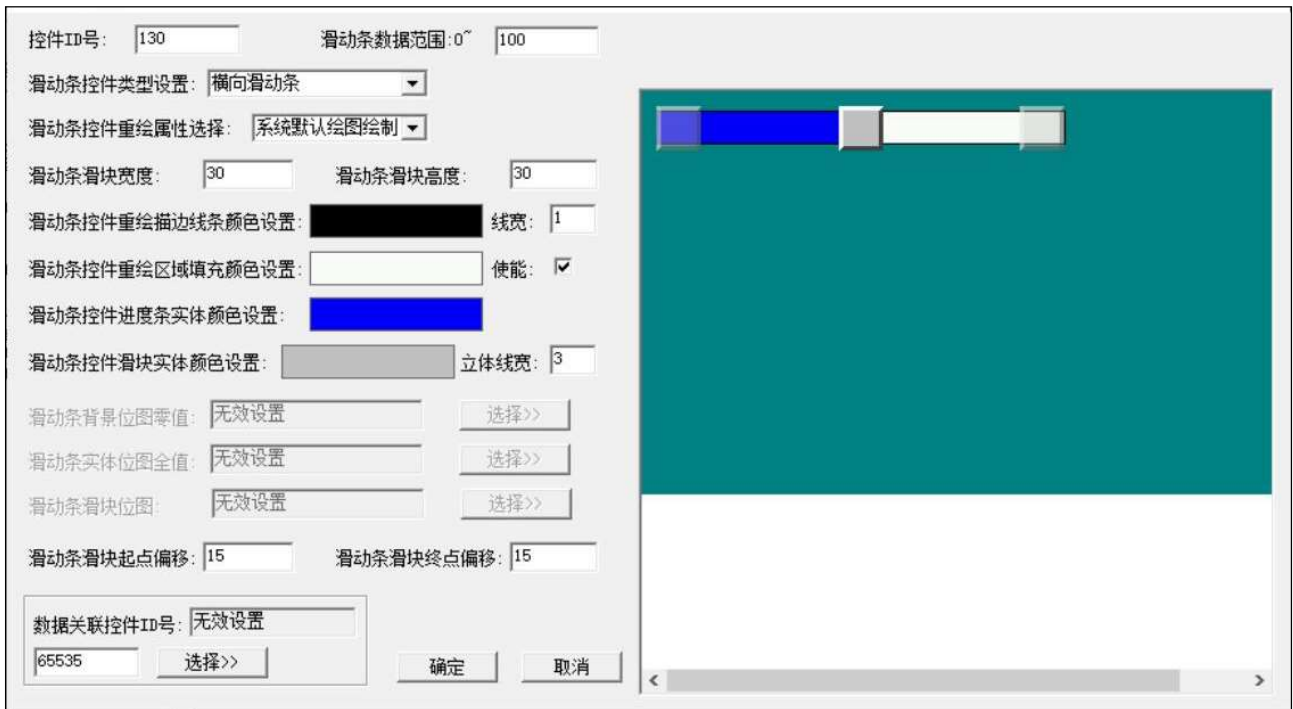 控件ID号: 130 滑动条数据范围:0~ 100
滑动条控件类型设置: 横向滑动条
滑动条控件重绘属性选择: 系统默认绘图绘制
滑动条滑块宽度: 30 滑动条滑块高度: 30
滑动条控件重绘描边线条颜色设置: 线宽: 1
滑动条控件重绘区域填充颜色设置: 使能:
滑动条控件进度条实体颜色设置:
滑动条控件滑块实体颜色设置: 立体线宽: 3
滑动条背景位图零值: 无效设置 选择>>
滑动条实体位图全值: 无效设置 选择>>
滑动条滑块位图: 无效设置 选择>>
滑动条滑块起点偏移: 15 滑动条滑块终点偏移: 15
数据关联控件ID号: 无效设置
65535 选择>> 确定 取消